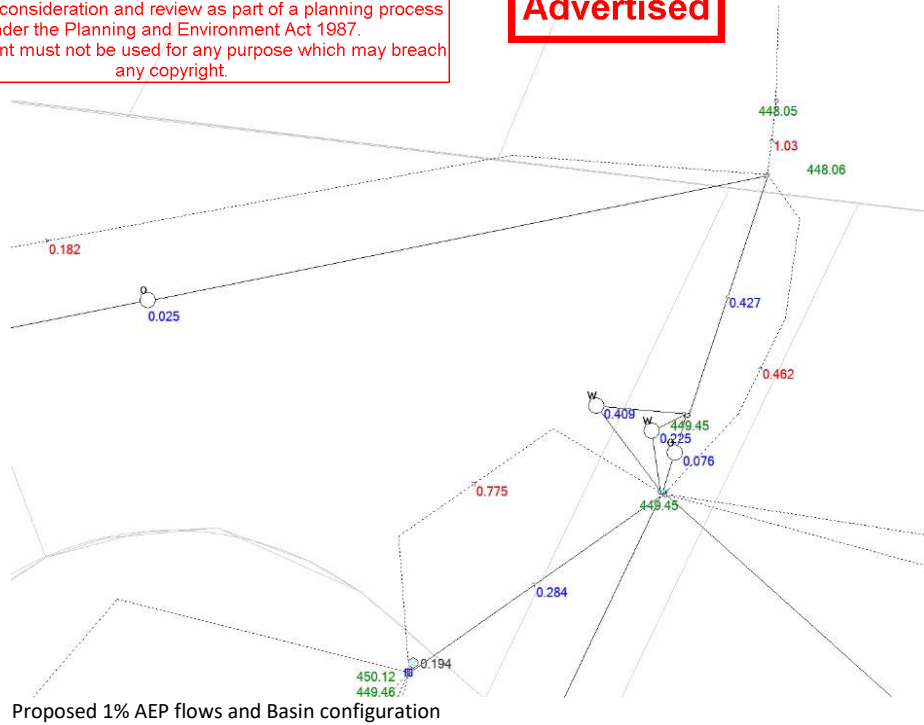 consideration and review as part of a planning process
nder the Planning and Environment Act 1987.
nt must not be used for any purpose which may breach
any copyright.
Advertised
448.05
1.03
448.06
0.182
o
0.025
0.427
0.462
W
0.409
449.45
W
0.225
0.076
0.775
449.45
0.284
0.194
450.12
449.46
Proposed 1% AEP flows and Basin configuration